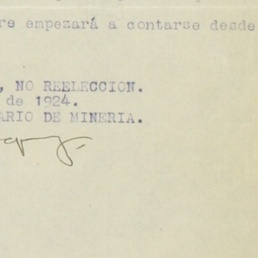 re empezará a contarse desde
, NO REELECCION.
de 1924.
ARIO DE MINERIA.